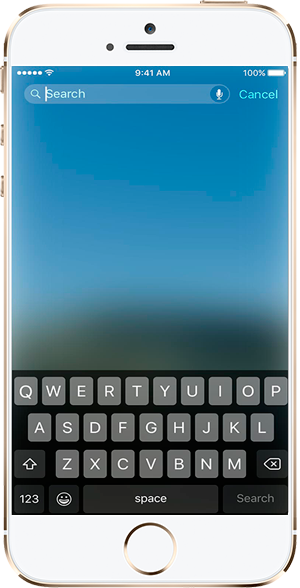 9:41 AM 100%
Search Cancel
Q W E R T Y U I O P
A S D F G H J K L
Z X C V B N M
123 space Search